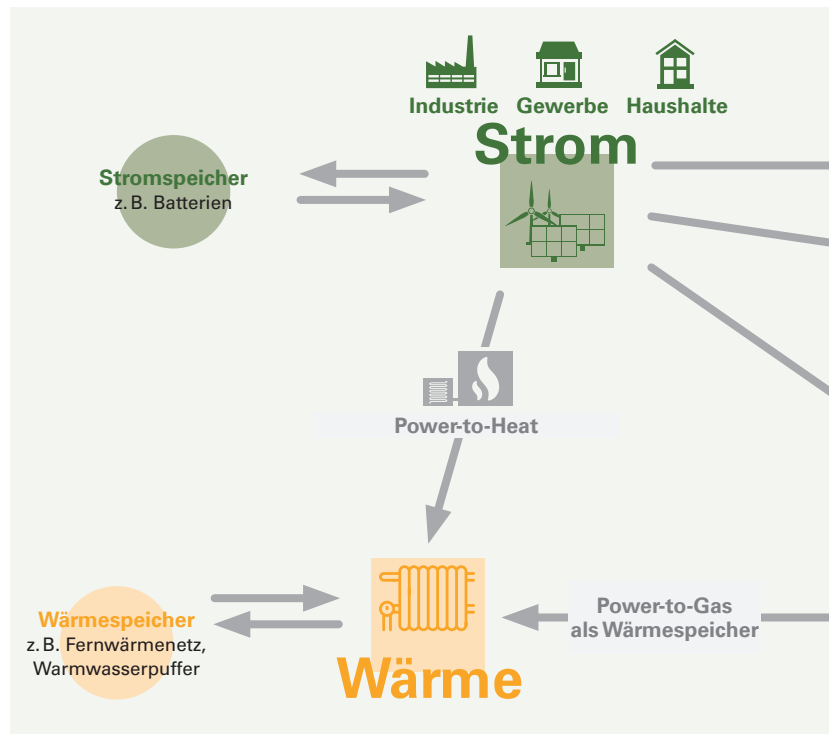 Industrie Gewerbe Haushalte
Strom
Stromspeicher
z. B. Batterien
Power-to-Heat
Wärmespeicher
z. B. Fernwärmenetz,
Warmwasserpuffer
Power-to-Gas
als Wärmespeicher
Wärme